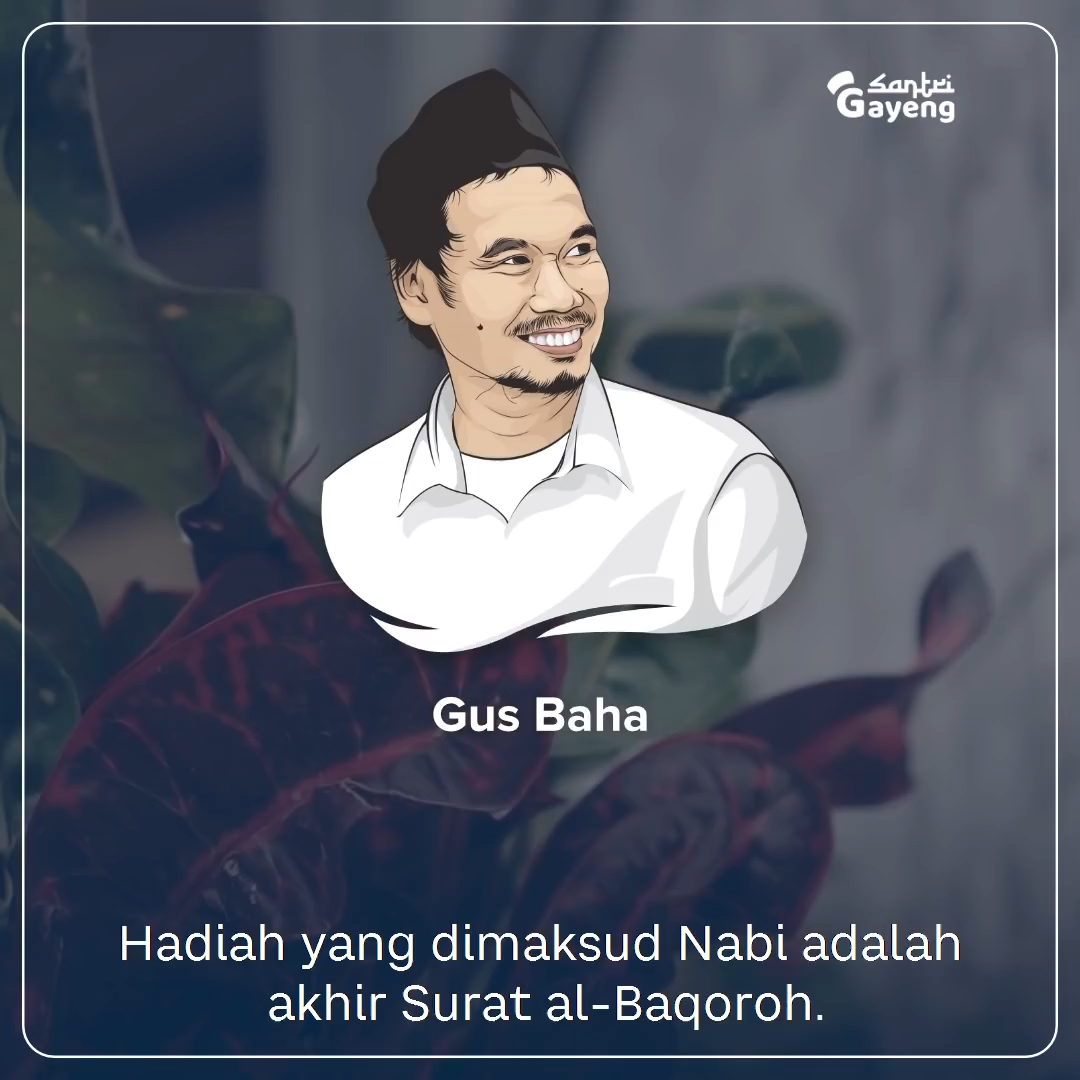 Santri
Gayeng
Gus Baha
Hadiah yang dimaksud Nabi adalah
akhir Surat al-Baqoroh.